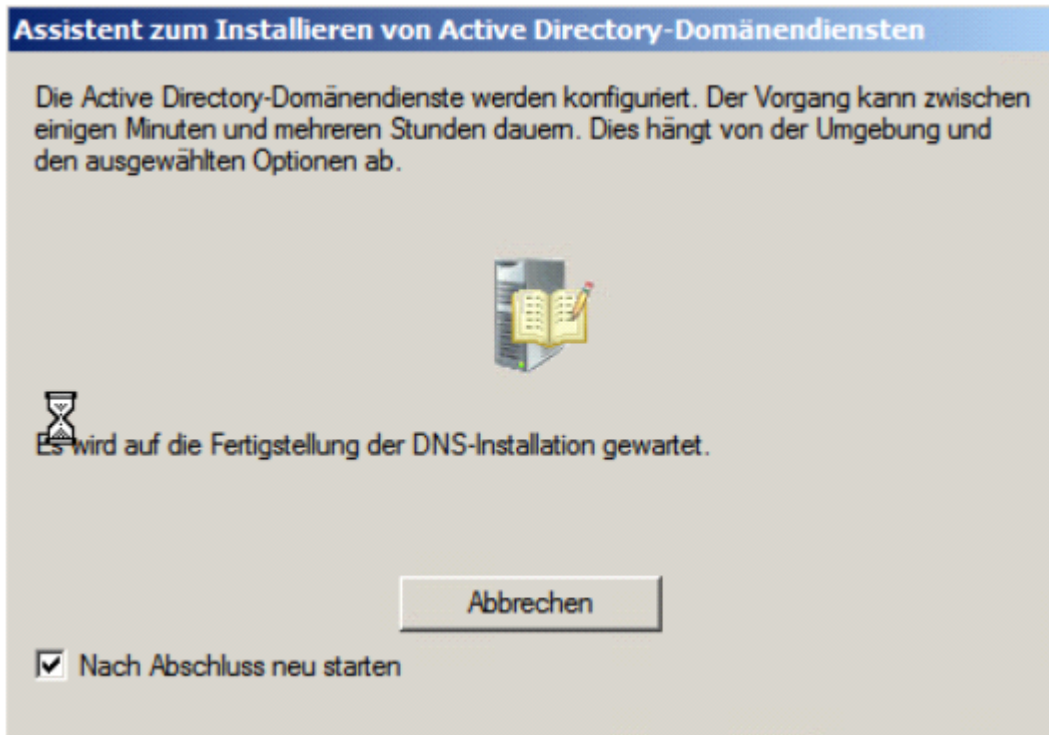 Assistent zum Installieren von Active Directory-Domänendiensten
Die Active Directory-Domänendienste werden konfiguriert. Der Vorgang kann zwischen
einigen Minuten und mehreren Stunden dauern. Dies hängt von der Umgebung und
den ausgewählten Optionen ab.
Es wird auf die Fertigstellung der DNS-Installation gewartet.
Abbrechen
Nach Abschluss neu starten